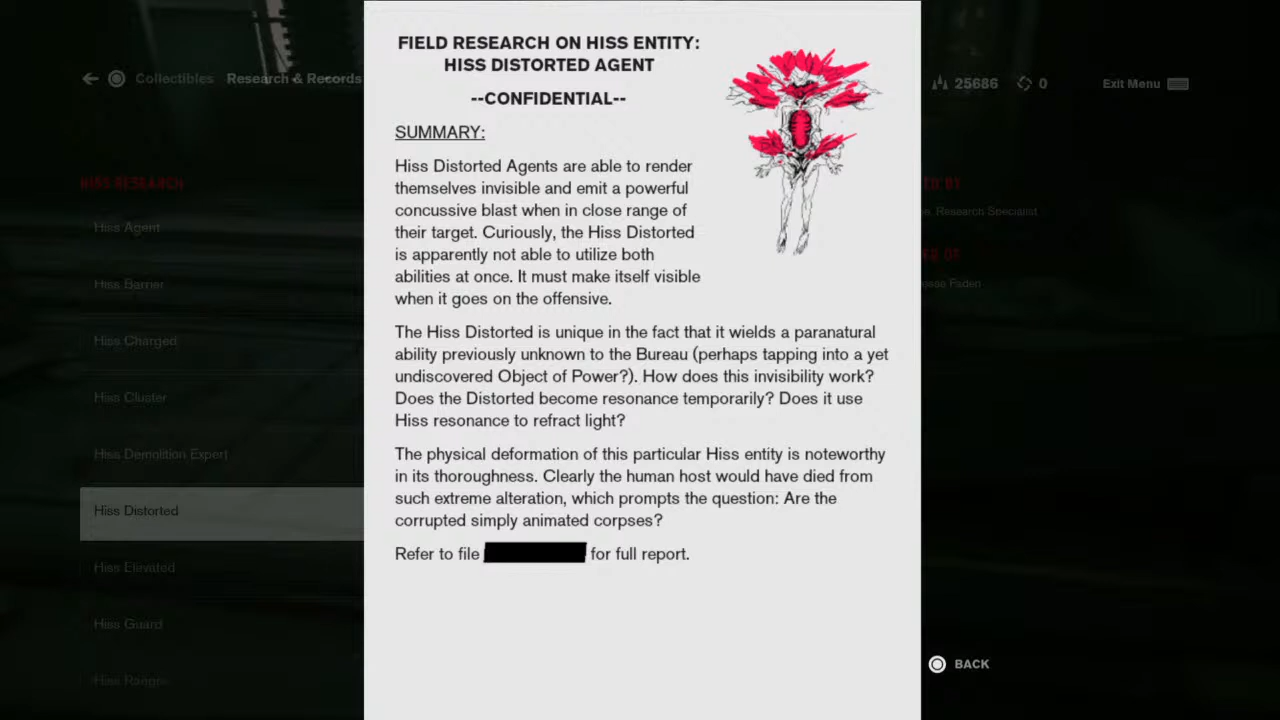 FIELD RESEARCH ON HISS ENTITY:
HISS DISTORTED AGENT
--CONFIDENTIAL--
Collectibles Research & Records
25686 0
Exit Menu
SUMMARY:
Hiss Distorted Agents are able to render
themselves invisible and emit a powerful
concussive blast when in close range of
their target. Curiously, the Hiss Distorted
is apparently not able to utilize both
abilities at once. It must make itself visible
when it goes on the offensive.
The Hiss Distorted is unique in the fact that it wields a paranatural
ability previously unknown to the Bureau (perhaps tapping into a yet
undiscovered Object of Power?). How does this invisibility work?
Does the Distorted become resonance temporarily? Does it use
Hiss resonance to refract light?
The physical deformation of this particular Hiss entity is noteworthy
in its thoroughness. Clearly the human host would have died from
such extreme alteration, which prompts the question: Are the
corrupted simply animated corpses?
Refer to file for full report.
HISS RESEARCH
Hiss Agent
Hiss Barrier
Hiss Charged
Hiss Cluster
Hiss Demolition Expert
Hiss Distorted
Hiss Elevated
Hiss Guard
Hiss Ranger
Research Specialist
Jesse Faden
BACK